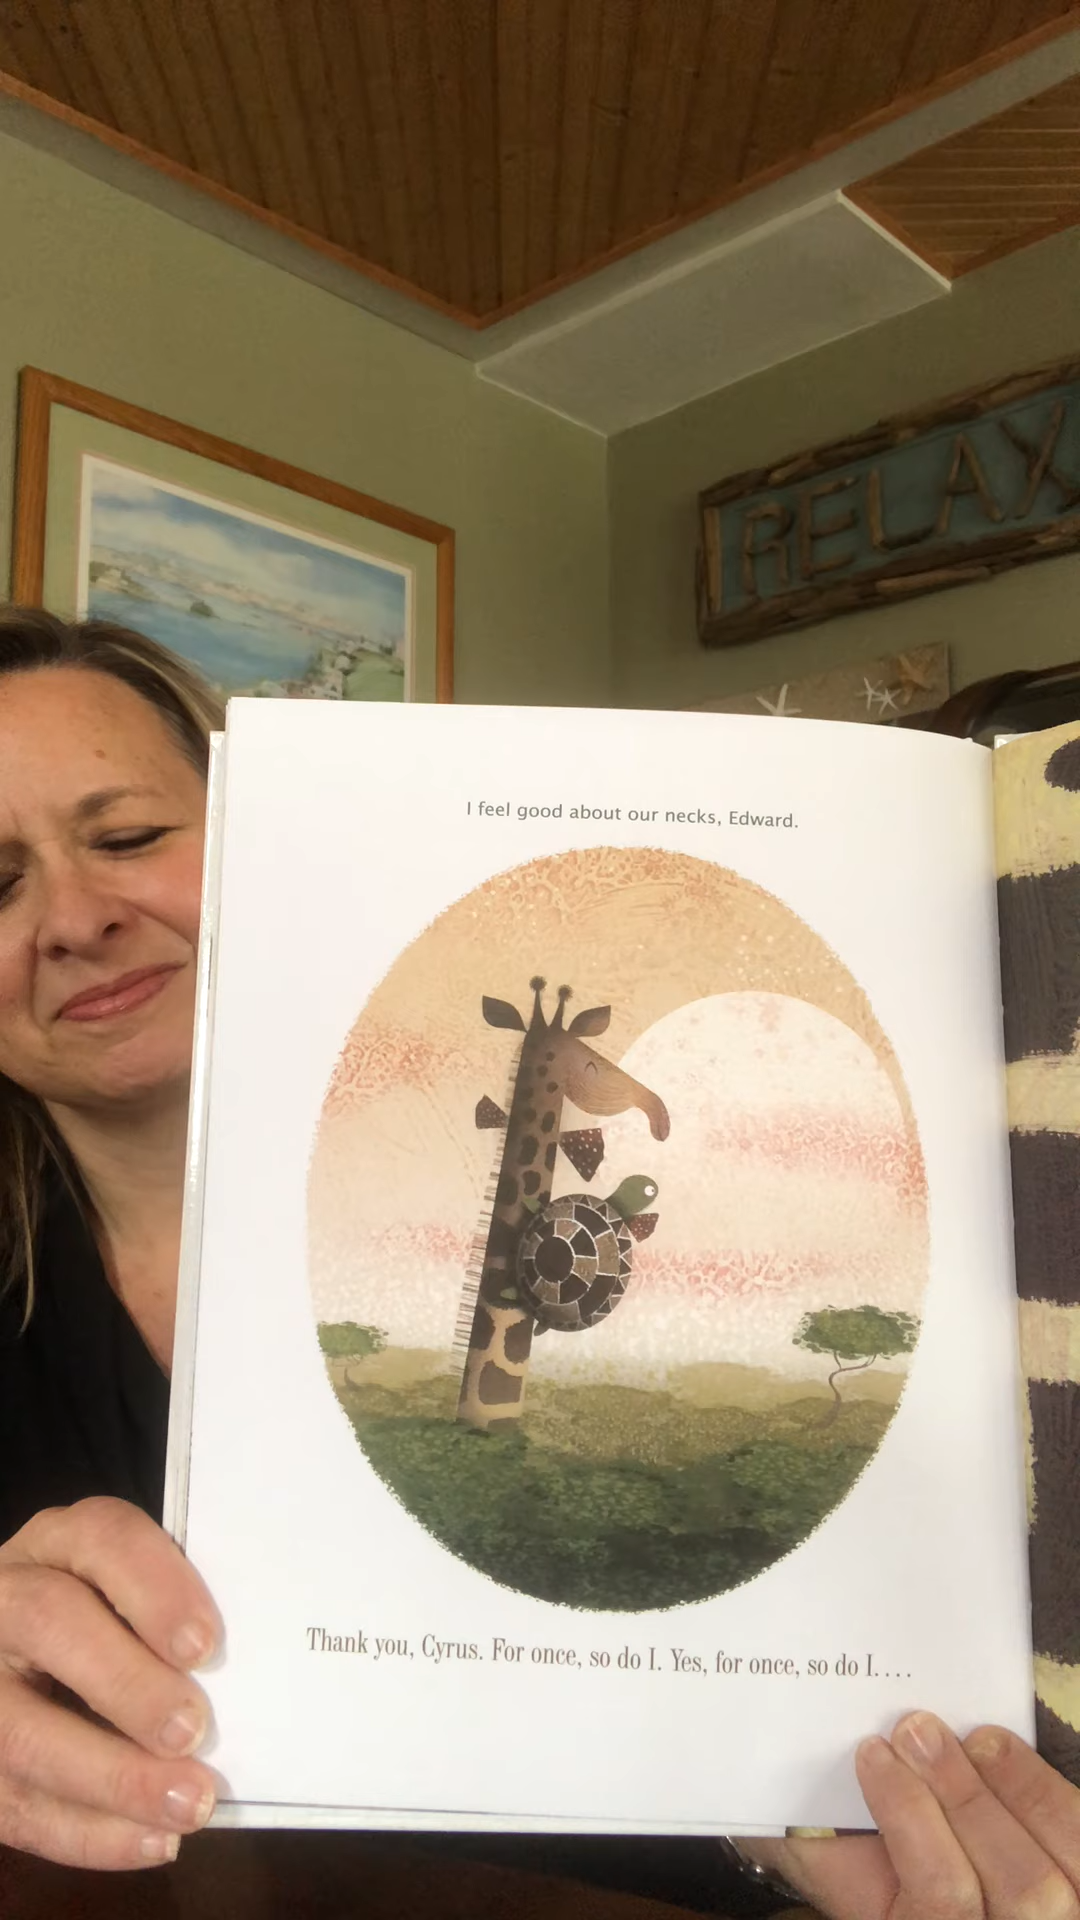 RELAX
I feel good about our necks, Edward.
Thank you, Cyrus. For once, so do I. Yes, for once, so do I. . . .